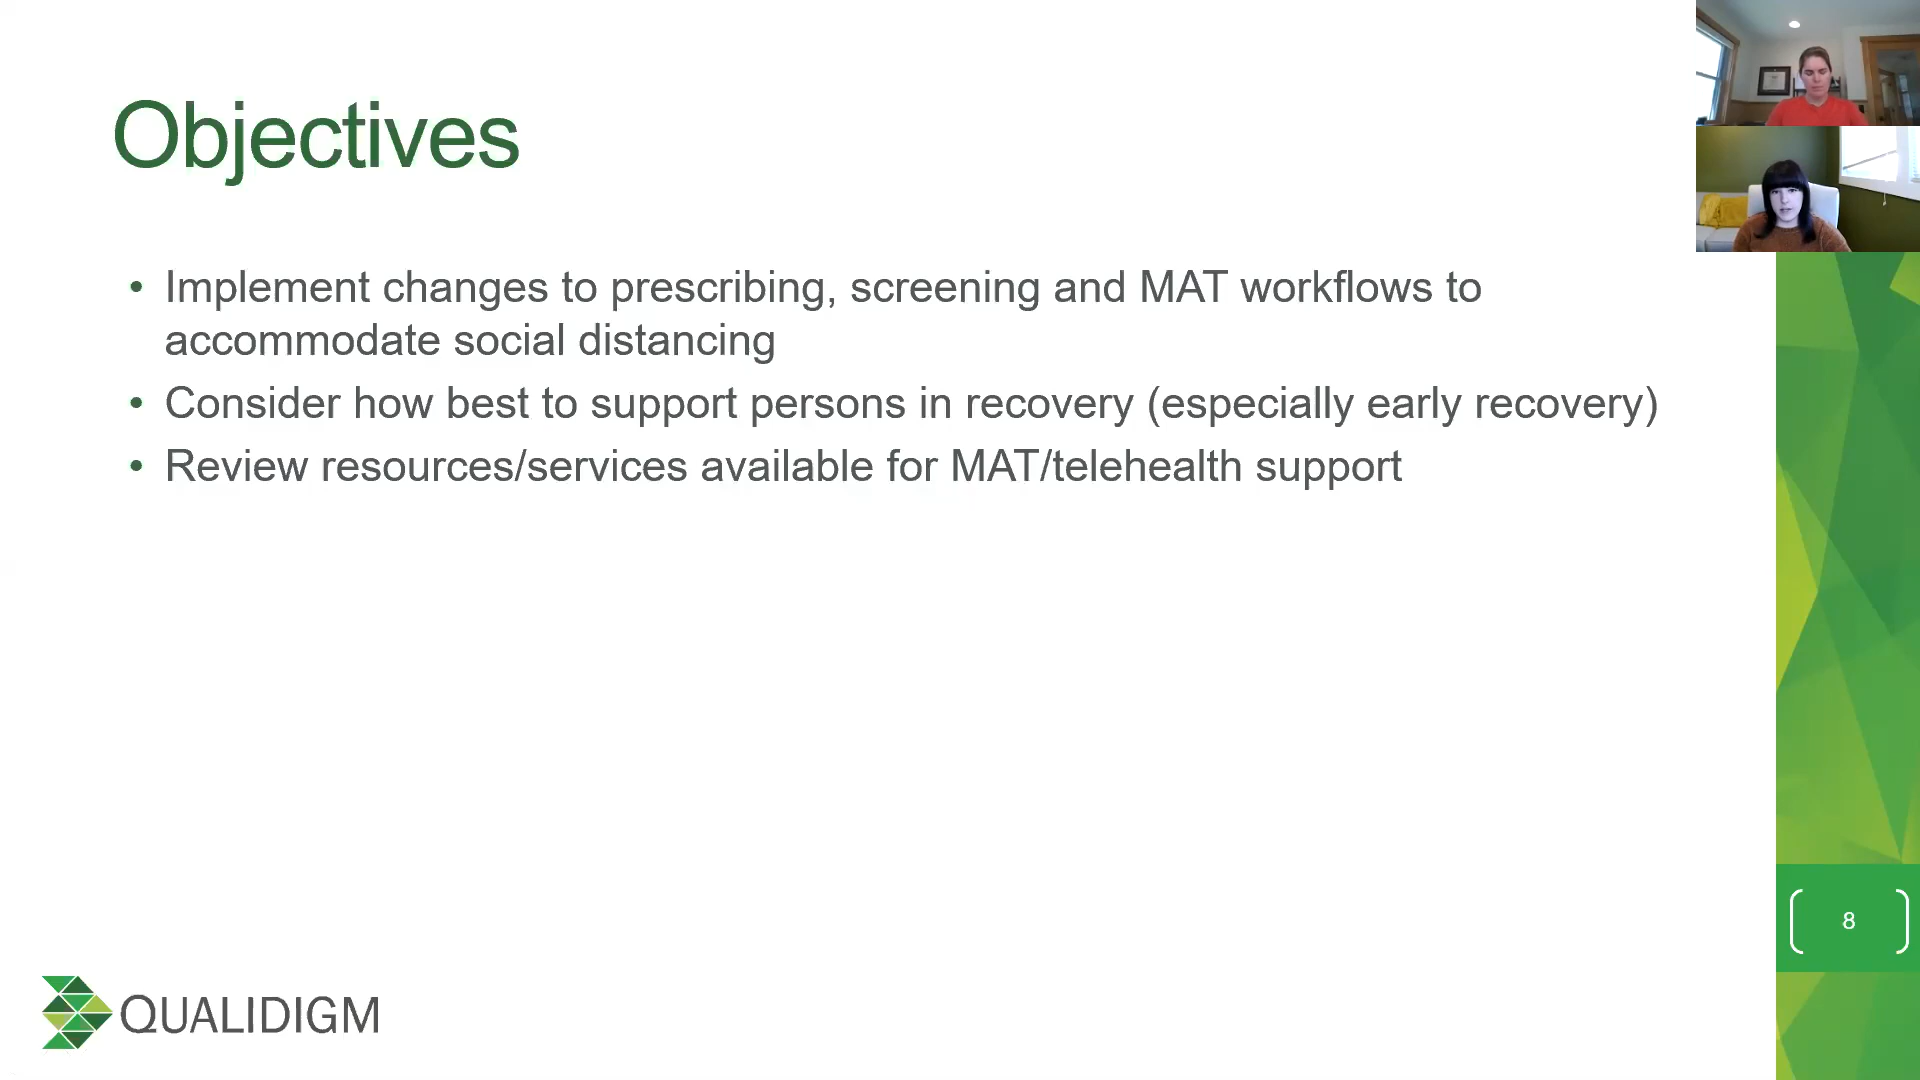 Objectives
• Implement changes to prescribing, screening and MAT workflows to
accommodate social distancing
• Consider how best to support persons in recovery (especially early recovery)
• Review resources/services available for MAT/telehealth support
8
QUALIDIGM